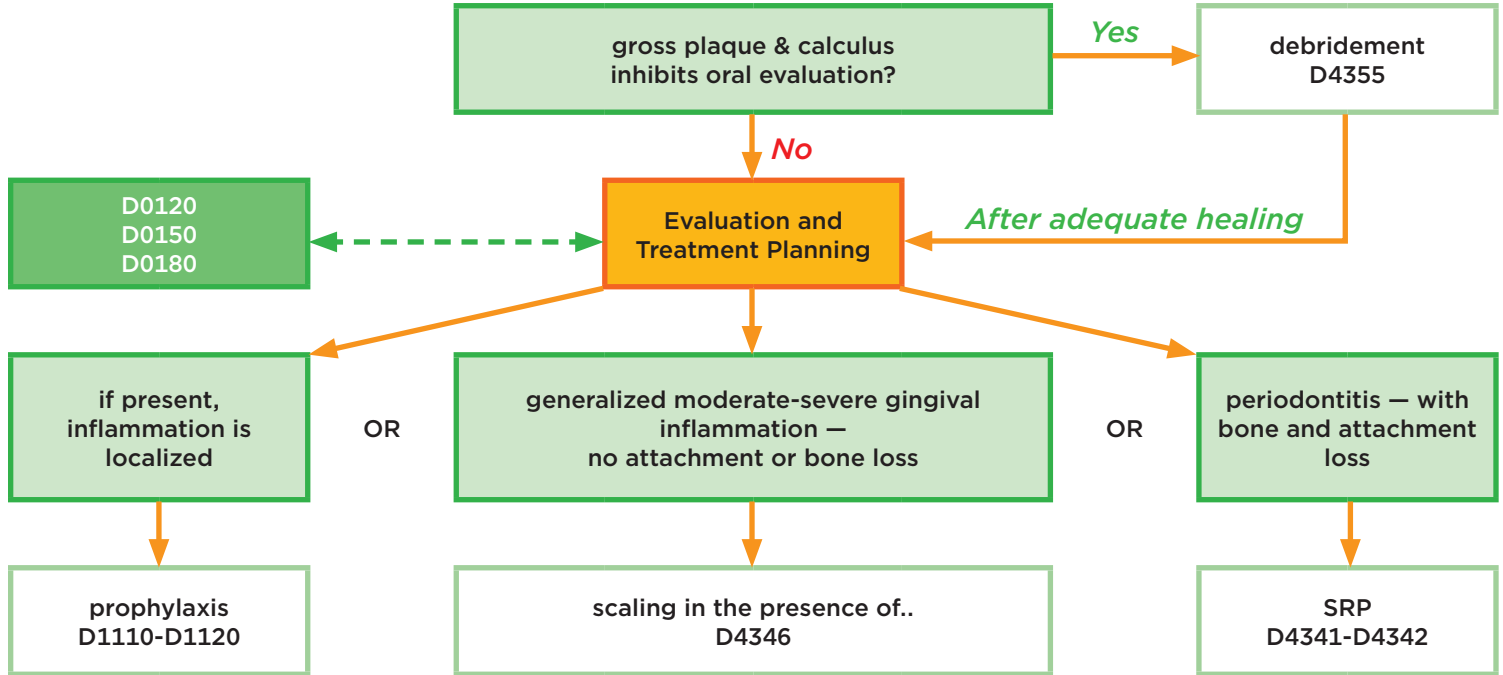 gross plaque & calculus
inhibits oral evaluation?
Yes
debridement
D4355
No
D0120
D0150
D0180
Evaluation and
Treatment Planning
After adequate healing
if present,
inflammation is
localized
OR
generalized moderate-severe gingival
inflammation —
no attachment or bone loss
OR
periodontitis — with
bone and attachment
loss
prophylaxis
D1110-D1120
scaling in the presence of..
D4346
SRP
D4341-D4342